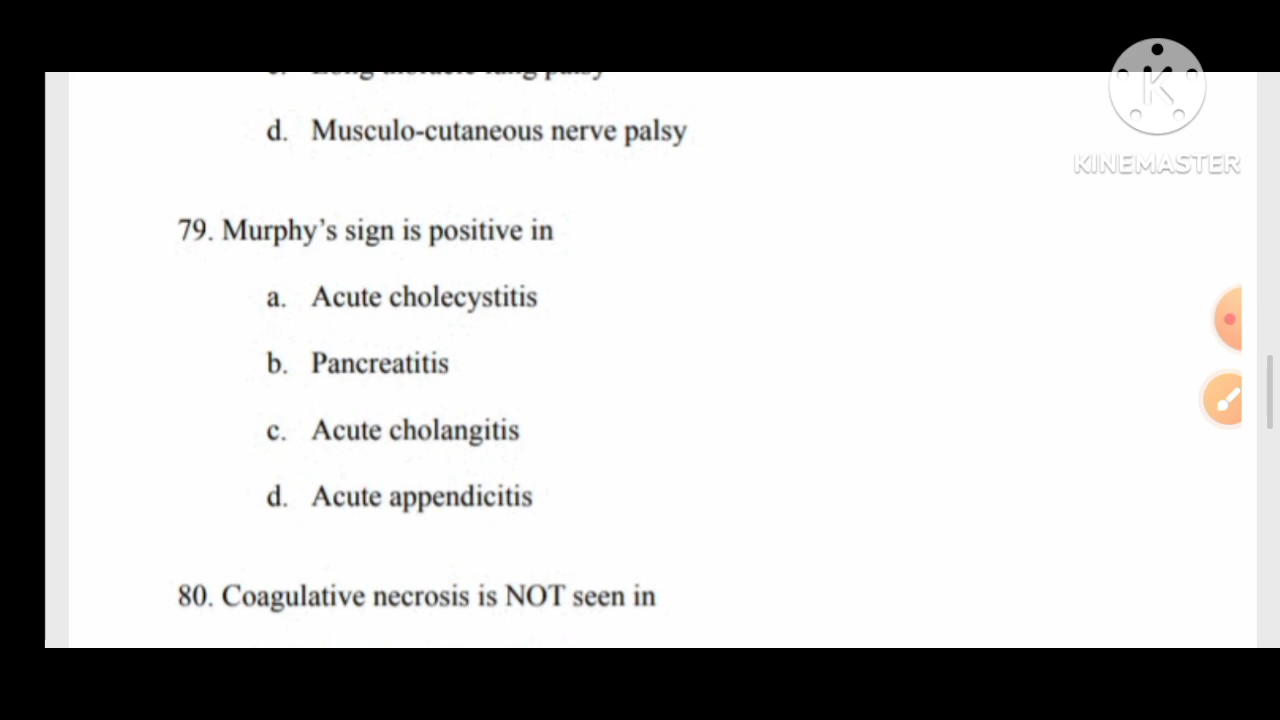 d. Musculo-cutaneous nerve palsy
KINEMASTER
79. Murphy's sign is positive in
a. Acute cholecystitis
b. Pancreatitis
c. Acute cholangitis
d. Acute appendicitis
80. Coagulative necrosis is NOT seen in